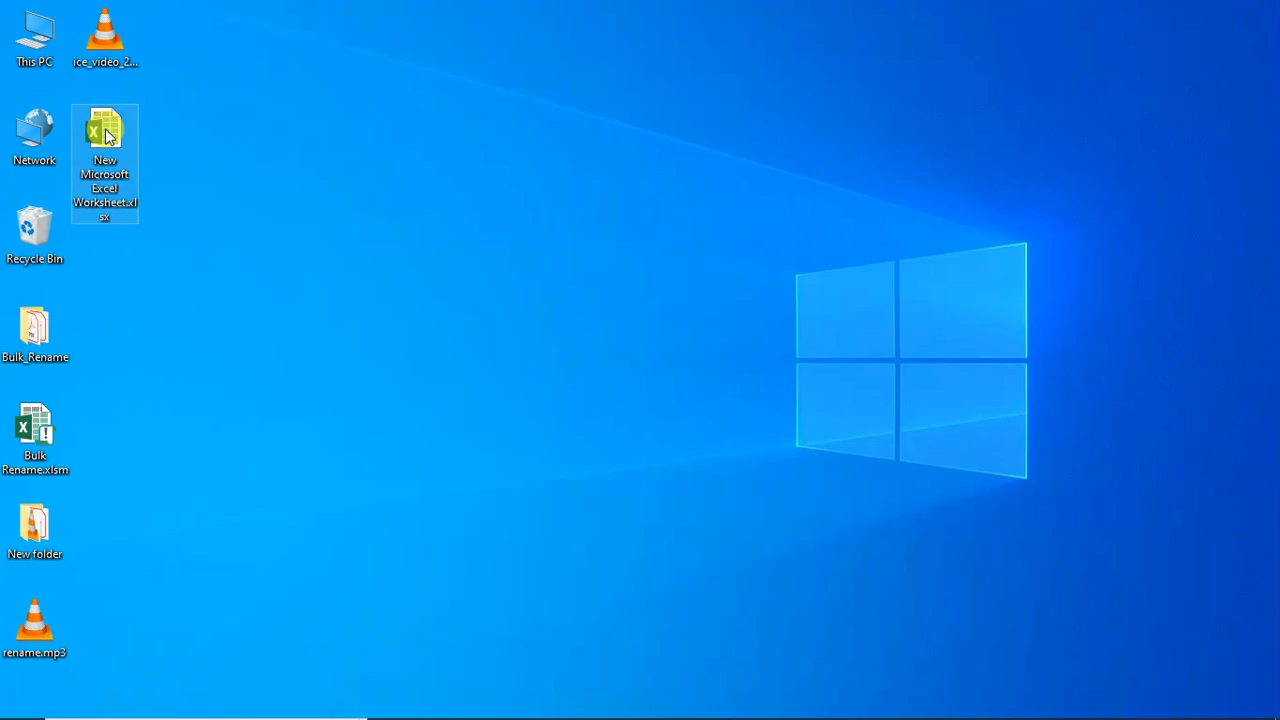 This PC
ice_video_2...
Network
New
Microsoft
Excel
Worksheet.xl
sx
Recycle Bin
Bulk_Rename
Bulk
Rename.xlsm
New folder
rename.mp3